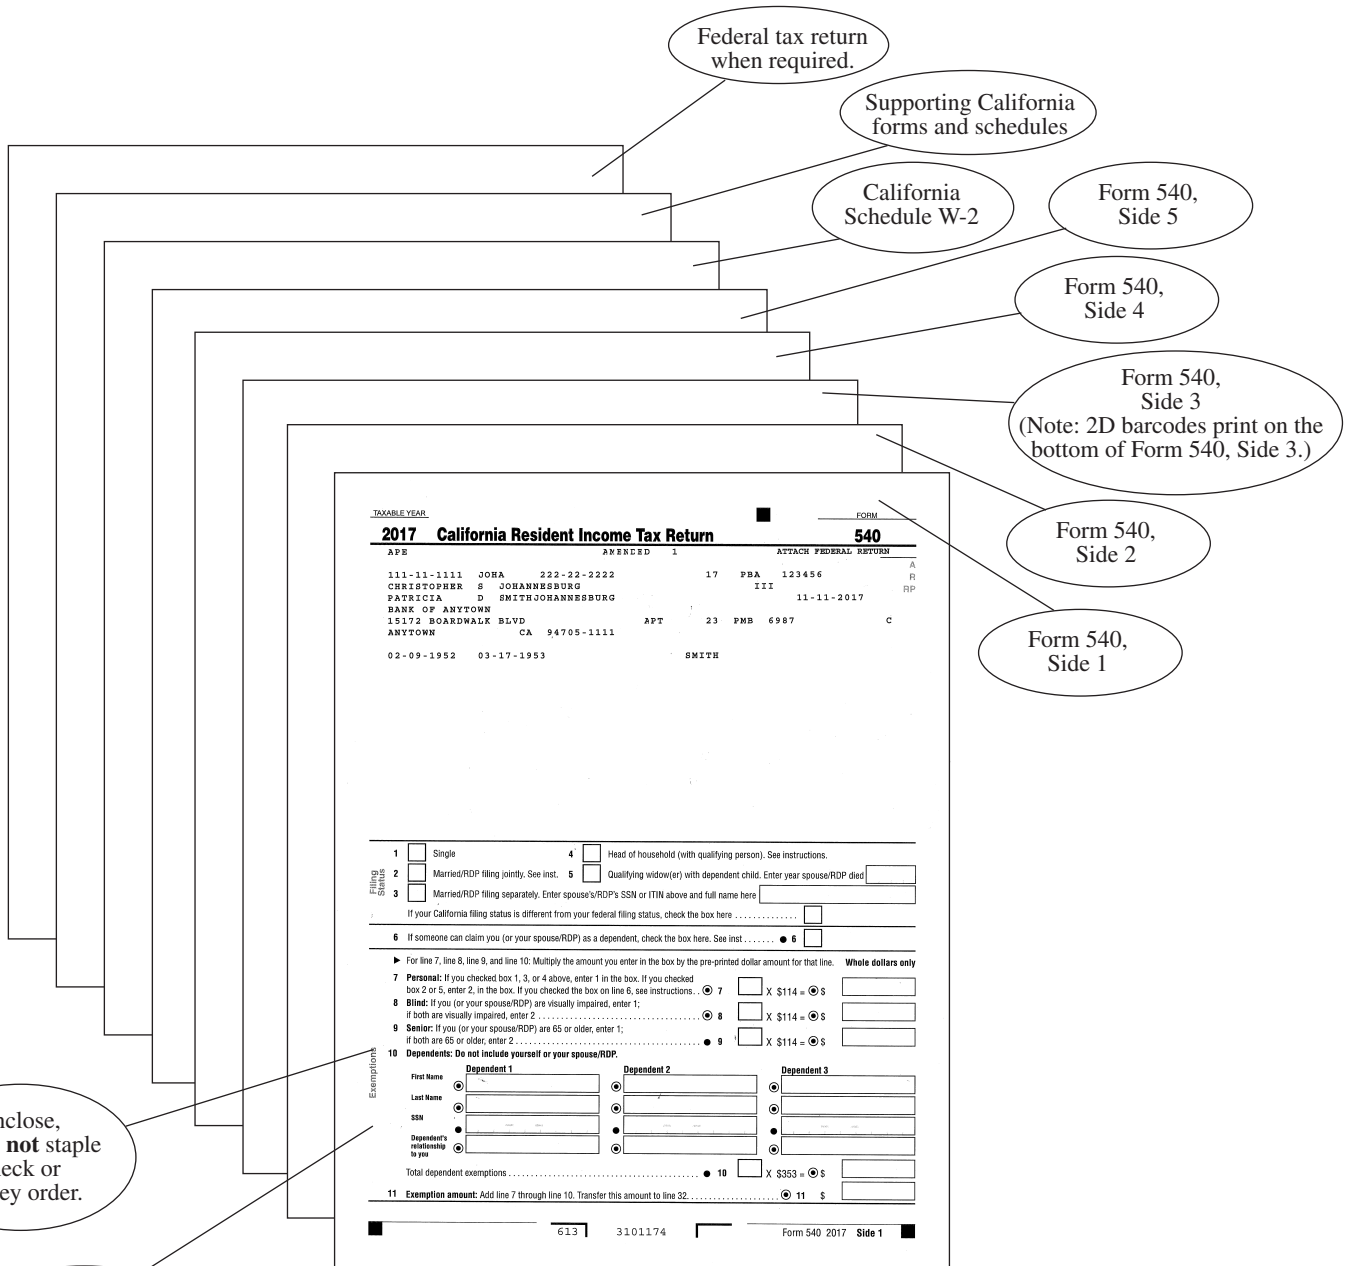 Federal tax return
when required.
Supporting California
forms and schedules
California
Schedule W-2
Form 540,
Side 5
Form 540,
Side 4
Form 540,
Side 3
(Note: 2D barcodes print on the
bottom of Form 540, Side 3.)
Form 540,
Side 2
Form 540,
Side 1
TAXABLE YEAR FORM
2017 California Resident Income Tax Return 540
APE AMENDED 1 ATTACH FEDERAL RETURN
A
R
RP
111-11-1111 JOHA 222-22-2222 17 PBA 123456
CHRISTOPHER S JOHANNESBURG III
PATRICIA D SMITHJOHANNESBURG 11-11-2017
BANK OF ANYTOWN
15172 BOARDWALK BLVD APT 23 PMB 6987 C
ANYTOWN CA 94705-1111
02-09-1952 03-17-1953 SMITH
Filing
Status
1 Single 4 Head of household (with qualifying person). See instructions.
2 Married/RDP filing jointly. See inst. 5 Qualifying widow(er) with dependent child. Enter year spouse/RDP died
3 Married/RDP filing separately. Enter spouse's/RDP's SSN or ITIN above and full name here
If your California filing status is different from your federal filing status, check the box here . . . . . . . . . . . . . .
6 If someone can claim you (or your spouse/RDP) as a dependent, check the box here. See inst . . . . . . . ● 6
▶ For line 7, line 8, line 9, and line 10: Multiply the amount you enter in the box by the pre-printed dollar amount for that line. Whole dollars only
Exemptions
7 Personal: If you checked box 1, 3, or 4 above, enter 1 in the box. If you checked
box 2 or 5, enter 2, in the box. If you checked the box on line 6, see instructions. . 7 X $114 = $
8 Blind: If you (or your spouse/RDP) are visually impaired, enter 1;
if both are visually impaired, enter 2 . . . . . . . . . . 8 X $114 = $
9 Senior: If you (or your spouse/RDP) are 65 or older, enter 1;
if both are 65 or older, enter 2 . . . . . . . . . . ● 9 X $114 = $
10 Dependents: Do not include yourself or your spouse/RDP.
Dependent 1 Dependent 2 Dependent 3
First Name
Last Name
SSN
Dependent's
relationship
to you
Total dependent exemptions . . . . . . . . . . ● 10 X $353 = $
11 Exemption amount: Add line 7 through line 10. Transfer this amount to line 32. . . . . . . . . . 11 $
613 3101174 Form 540 2017 Side 1
not staple
order.